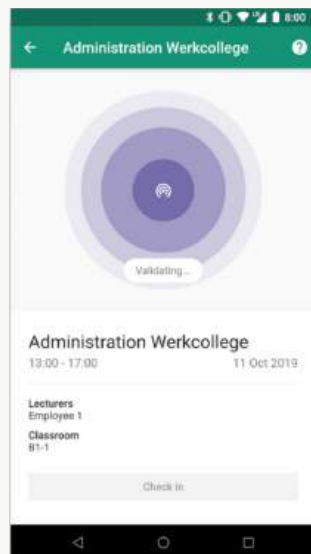 8:00
Administration Werkcollege
Validating...
Administration Werkcollege
13:00 - 17:00 11 Oct 2019
Lecturers
Employee 1
Classroom
B1-1
Check in